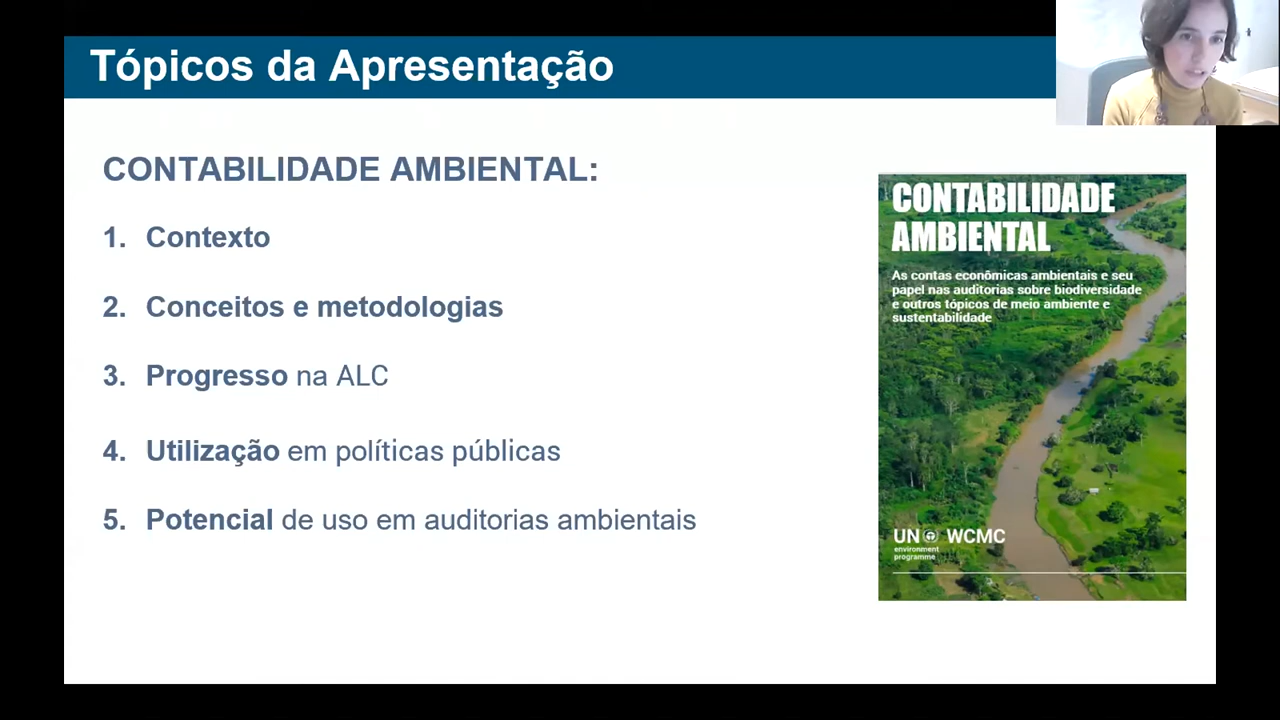 Tópicos da Apresentação
CONTABILIDADE AMBIENTAL:
1. Contexto
2. Conceitos e metodologias
3. Progresso na ALC
4. Utilização em políticas públicas
5. Potencial de uso em auditorias ambientais
CONTABILIDADE
AMBIENTAL
As contas econômicas ambientais e seu
papel nas auditorias sobre biodiversidade
e outros tópicos de meio ambiente e
sustentabilidade
UN WCMC
environment
programme